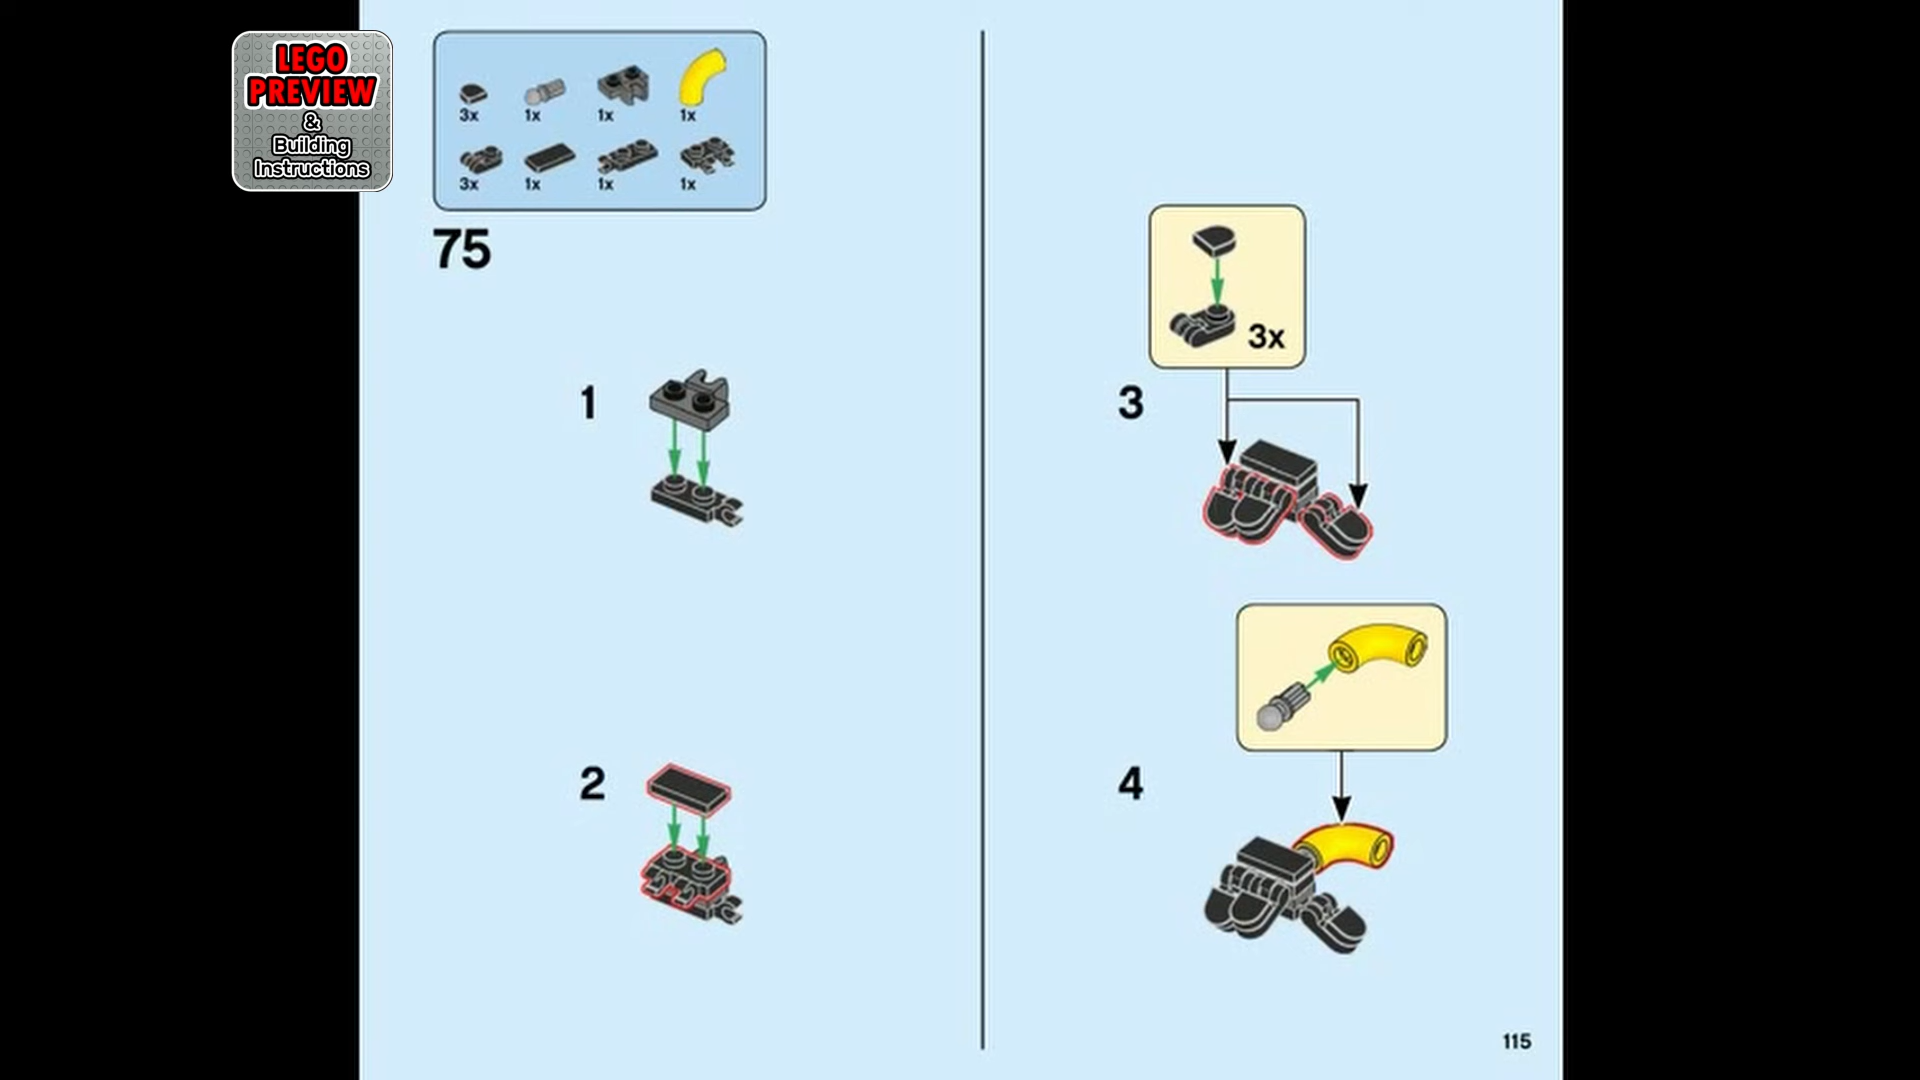 LEGO
PREVIEW
&
Building
Instructions
3x 1x 1x 1x
3x 1x 1x 1x
75
1
2
3x
3
4
115